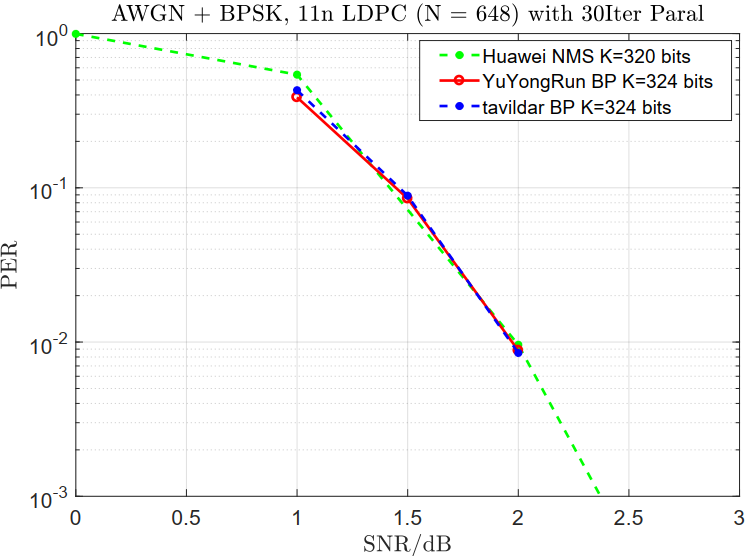 AWGN + BPSK, 11n LDPC (N = 648) with 30Iter Paral
Huawei NMS K=320 bits
YuYongRun BP K=324 bits
tavildar BP K=324 bits
PER
10^0
10^-1
10^-2
10^-3
0 0.5 1 1.5 2 2.5 3
SNR/dB